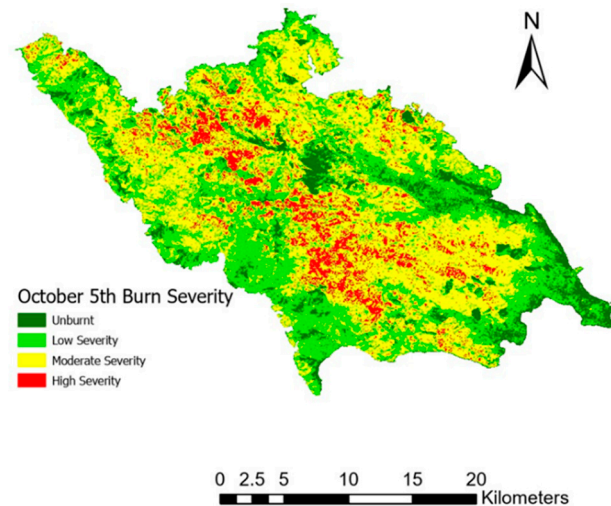 N
October 5th Burn Severity
Unburnt
Low Severity
Moderate Severity
High Severity
0 2.5 5 10 15 20
Kilometers